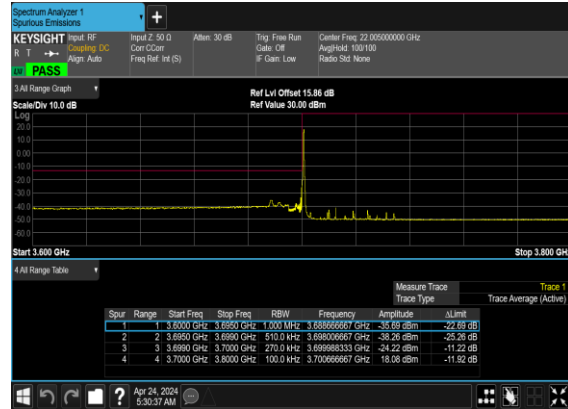 Spectrum Analyzer 1
Spurious Emissions
+
KEYSIGHT Input: RF Input Z: 50 Ω Atten: 30 dB Trig: Free Run Center Freq: 22.005000000 GHz
R T Coupling: DC Corr CCorr Gate: Off Avg|Hold: 100/100
Align: Auto Freq Ref: Int (S) IF Gain: Low Radio Std: None
PASS
3.All Range Graph
Ref Lvl Offset 15.86 dB
Scale/Div 10.0 dB Ref Value 30.00 dBm
Log
20.0
10.0
0.00
-10.0
-20.0
-30.0
-40.0
-50.0
-60.0
Start 3.600 GHz Stop 3.800 GHz
4.All Range Table
Measure Trace Trace 1
Trace Type Trace Average (Active)
Spur Range Start Freq Stop Freq RBW Frequency Amplitude ΔLimit
1 1 3.6000 GHz 3.6950 GHz 1.000 MHz 3.688666667 GHz -35.69 dBm -22.69 dB
2 2 3.6950 GHz 3.6990 GHz 510.0 kHz 3.698006667 GHz -38.26 dBm -25.26 dB
3 3 3.6990 GHz 3.7000 GHz 270.0 kHz 3.699988333 GHz -24.22 dBm -11.22 dB
4 4 3.7000 GHz 3.8000 GHz 100.0 kHz 3.700666667 GHz 18.08 dBm -11.92 dB
? Apr 24, 2024
5:30:37 AM